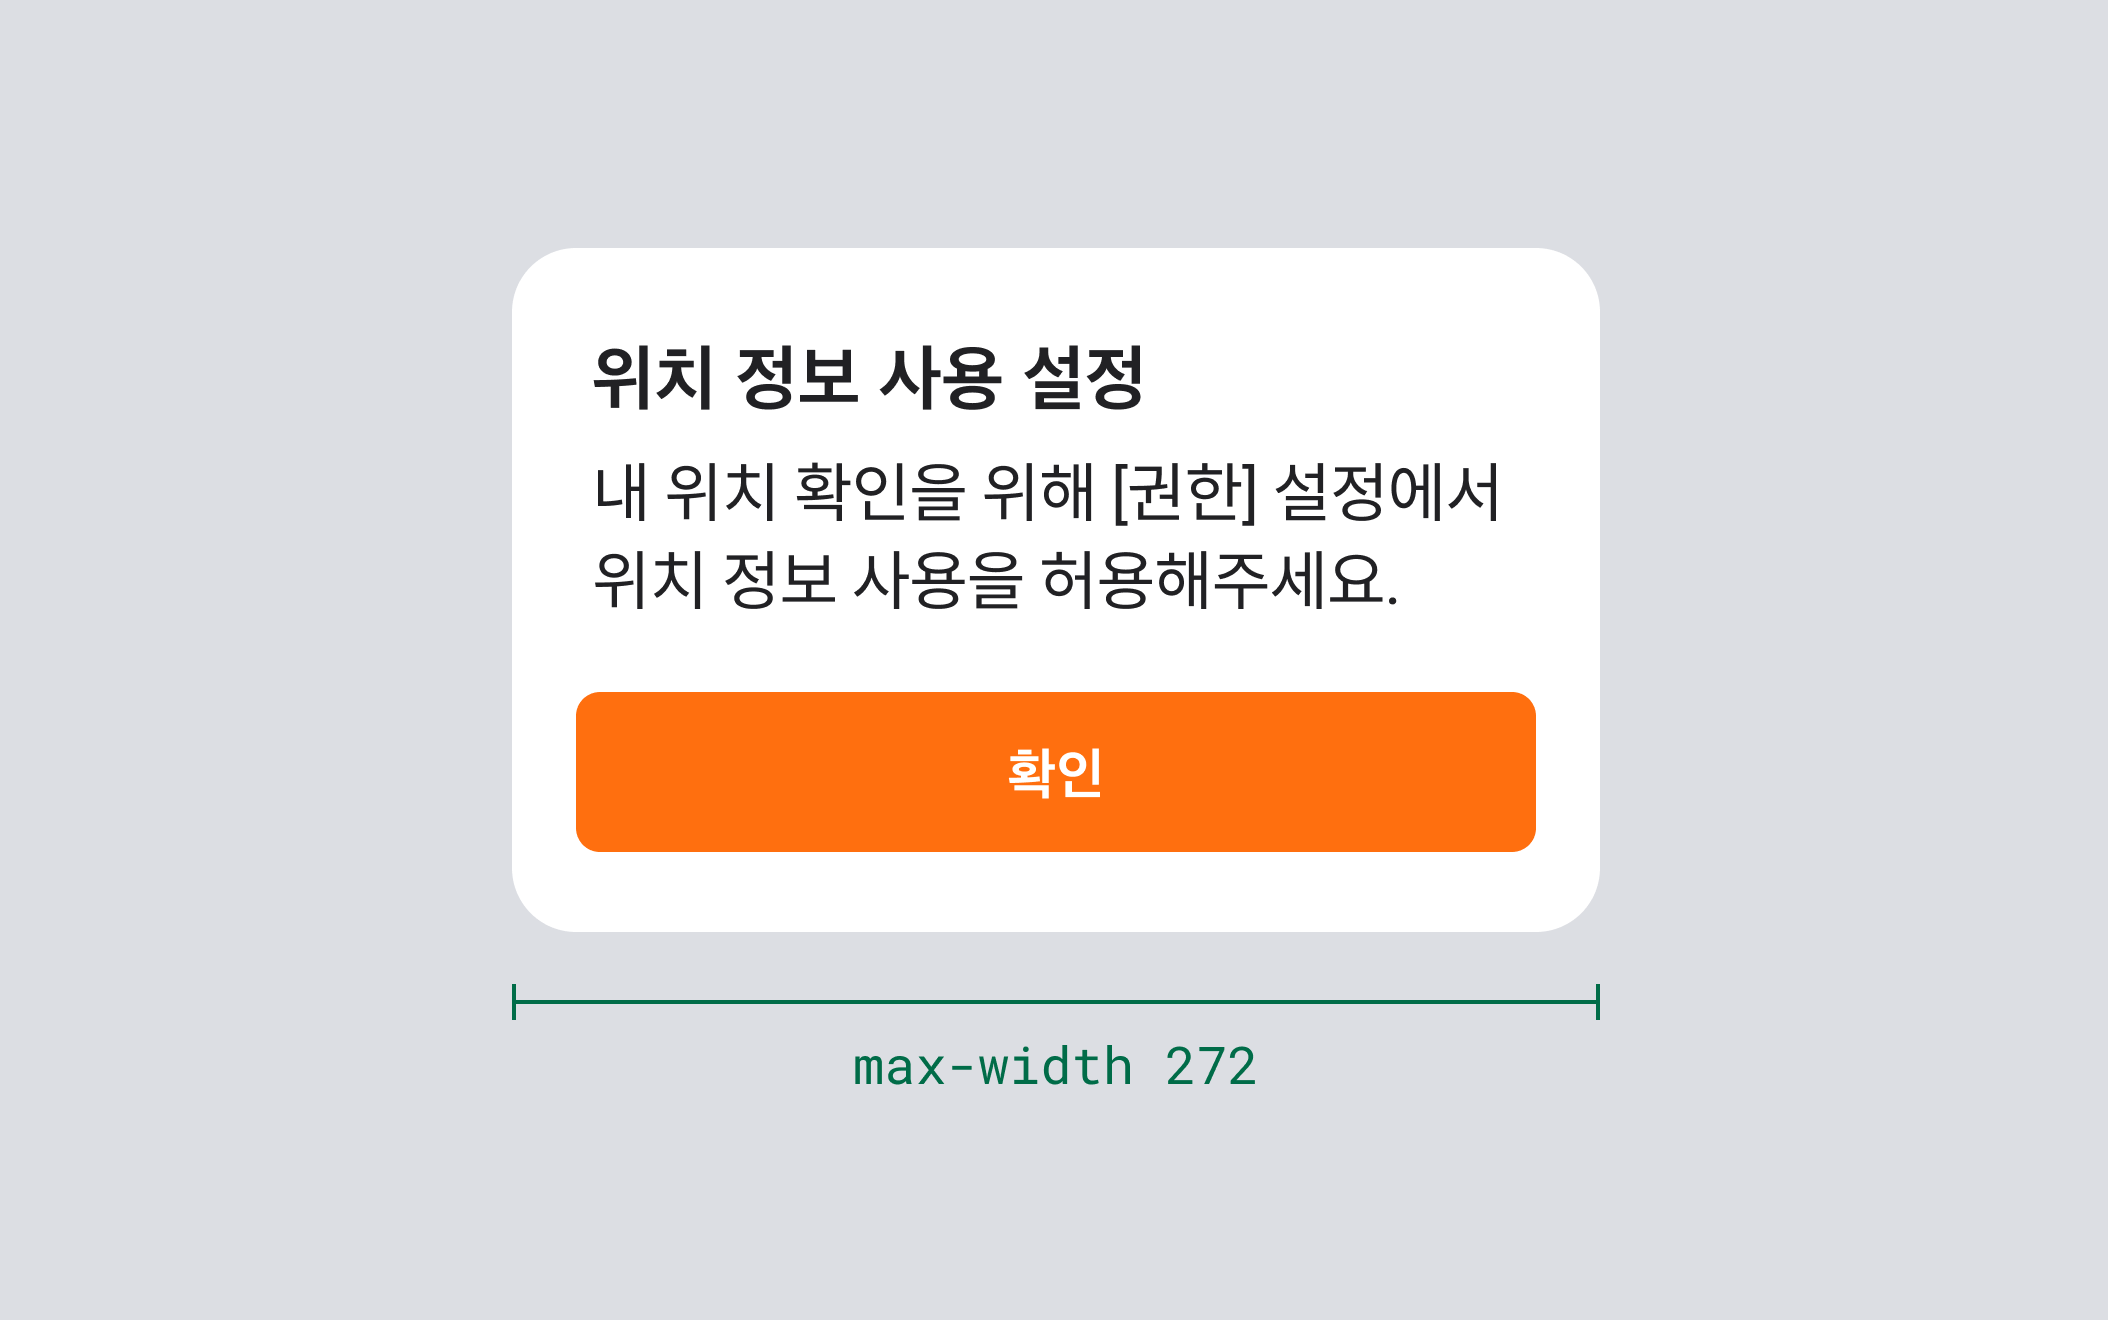 위치 정보 사용 설정
내 위치 확인을 위해 [권한] 설정에서
위치 정보 사용을 허용해주세요.
확인
max-width 272